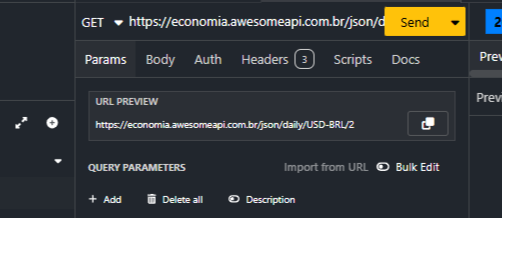 GET https://economia.awesomeapi.com.br/json/d Send 2
Params Body Auth Headers 3 Scripts Docs Prev
URL PREVIEW
https://economia.awesomeapi.com.br/json/daily/USD-BRL/2
Previ
QUERY PARAMETERS Import from URL Bulk Edit
+ Add Delete all Description